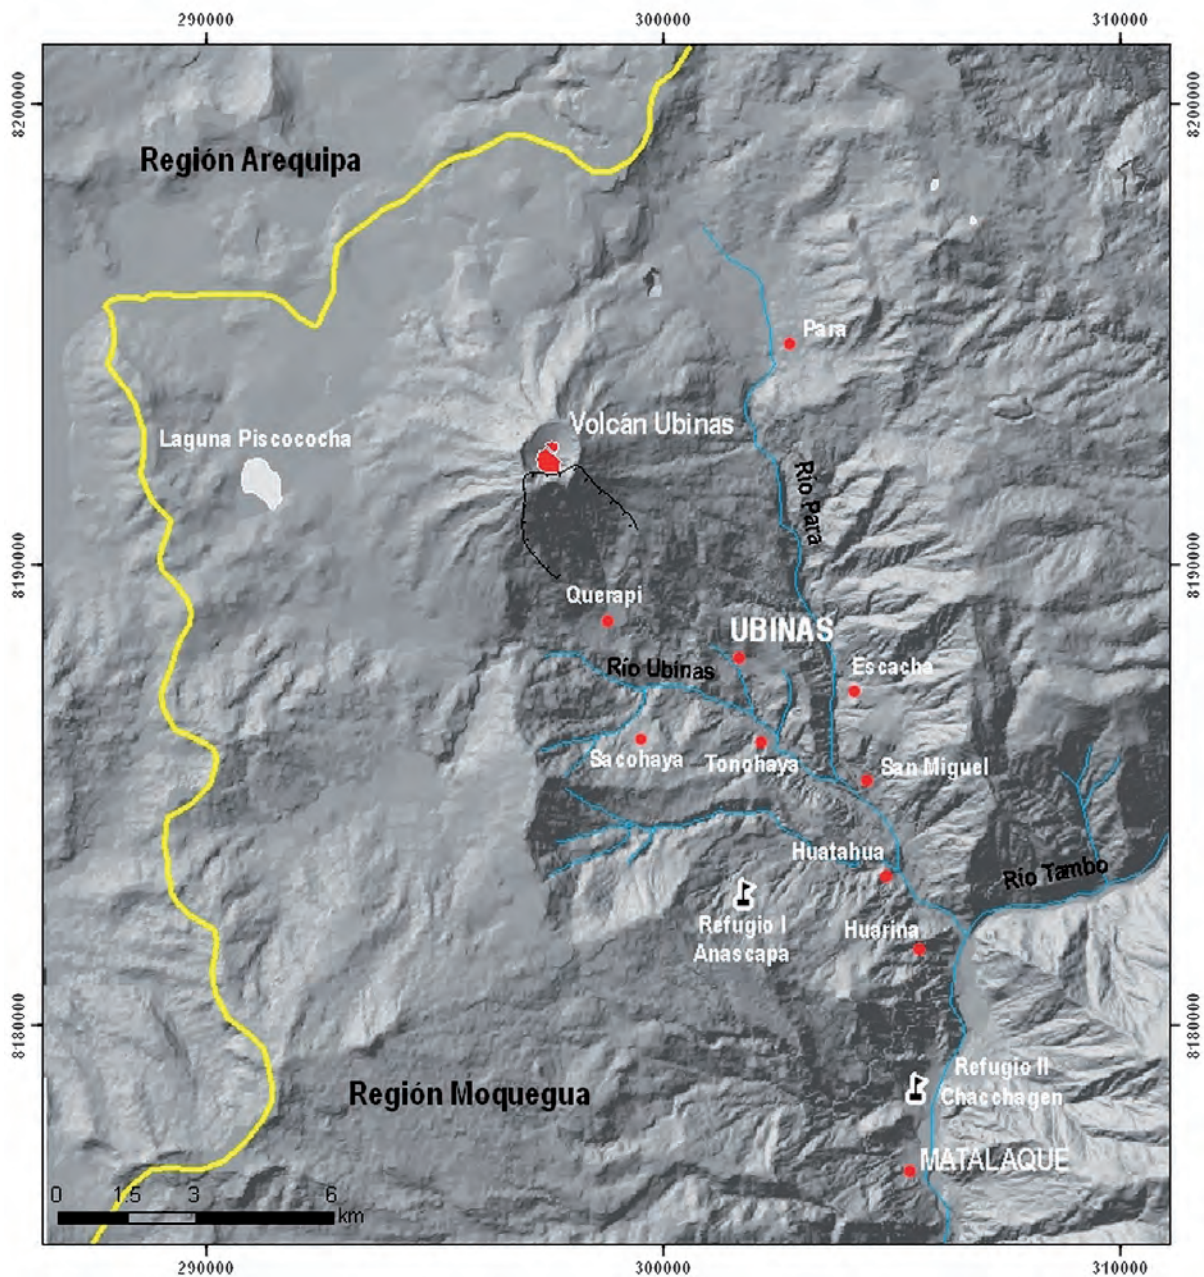 290000
300000
310000
8200000
8200000
Región Arequipa
Para
Volcán Ubinas
Laguna Piscococha
Río Para
8190000
8190000
Querapi
UBINAS
Río Ubinas
Escacha
Sacohaya
Tonohaya
San Miguel
Huatahua
Río Tambo
Refugio I
Anascapa
Huarina
8180000
8180000
Refugio II
Chacchagen
Región Moquegua
MATALAQUE
0 1.5 3 6
km
290000
300000
310000